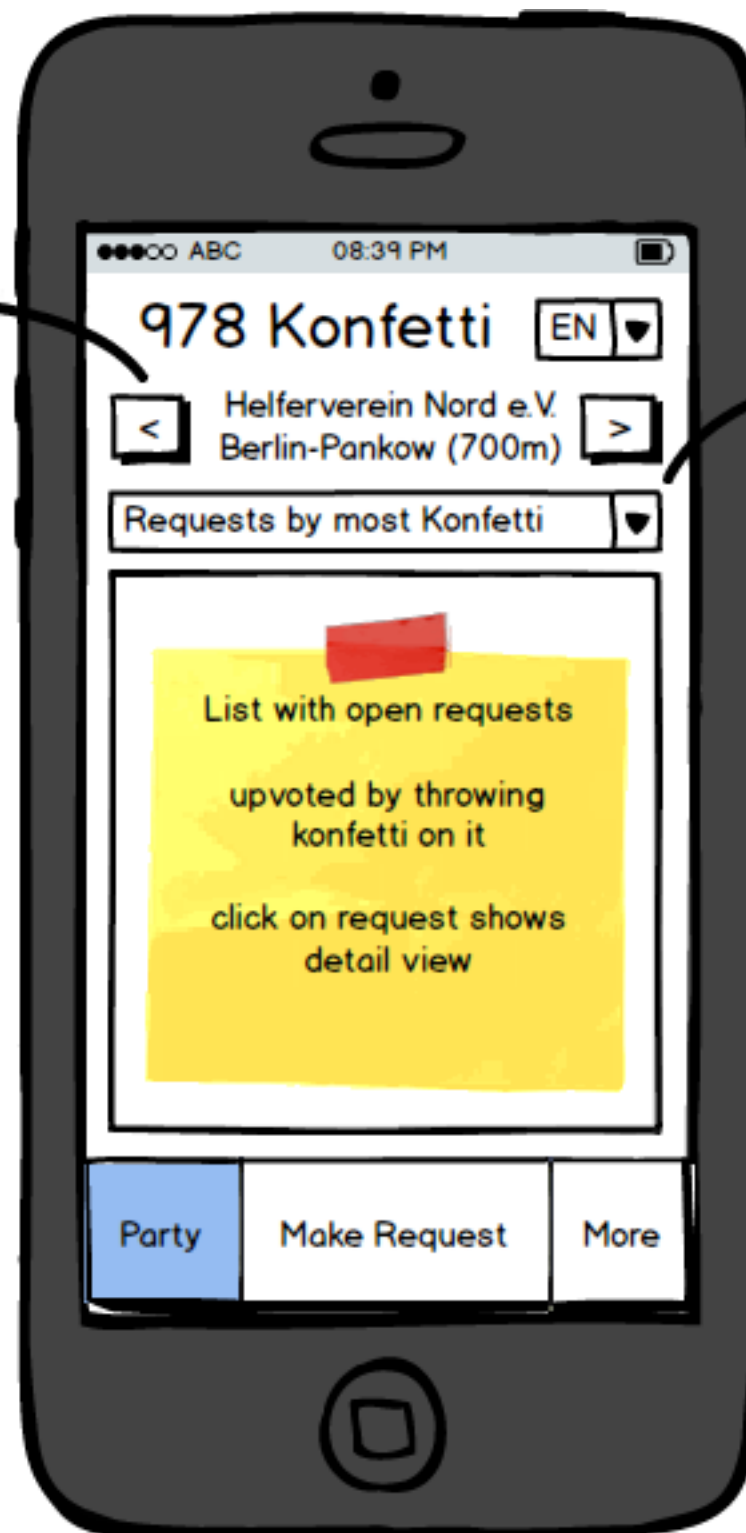 ABC 08:39 PM
978 Konfetti EN
< Helferverein Nord e.V. >
Berlin-Pankow (700m)
Requests by most Konfetti
List with open requests
upvoted by throwing
konfetti on it
click on request shows
detail view
Party Make Request More